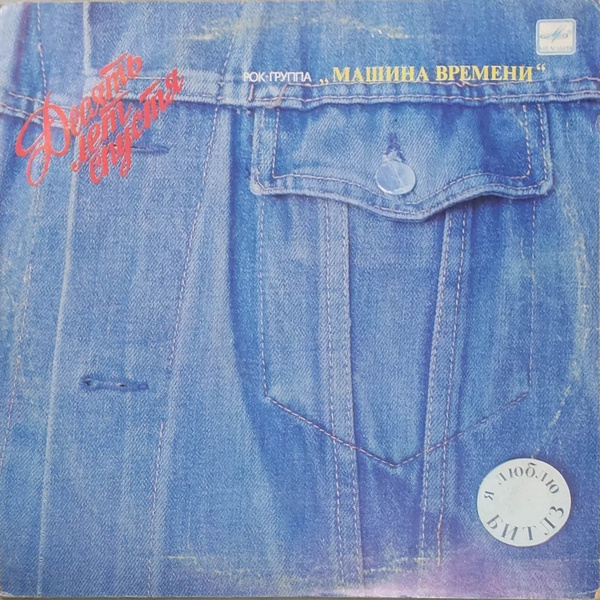 РОК-ГРУППА „МАШИНА ВРЕМЕНИ“
Десять
лет
спустя
Я ЛЮБЛЮ
БИТЛЗ